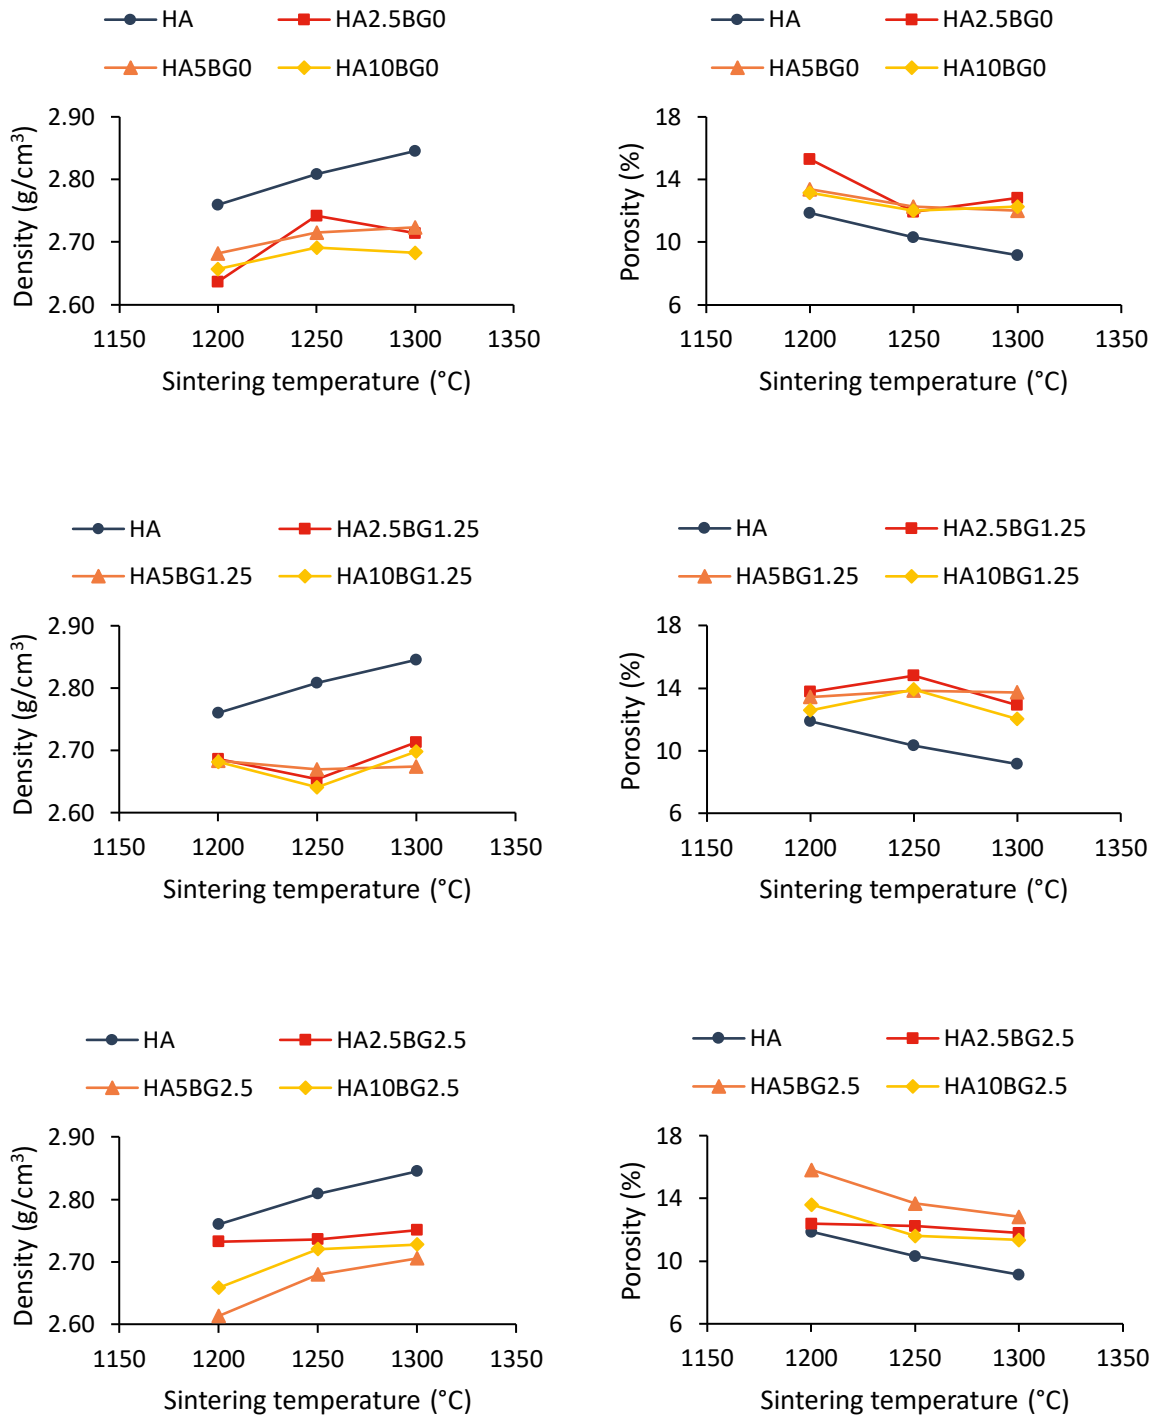 HA
HA2.5BG0
HA5BG0
HA10BG0
Density (g/cm³)
2.90
2.80
2.70
2.60
1150 1200 1250 1300 1350
Sintering temperature (°C)
HA
HA2.5BG0
HA5BG0
HA10BG0
Porosity (%)
18
14
10
6
1150 1200 1250 1300 1350
Sintering temperature (°C)
HA
HA2.5BG1.25
HA5BG1.25
HA10BG1.25
Density (g/cm³)
2.90
2.80
2.70
2.60
1150 1200 1250 1300 1350
Sintering temperature (°C)
HA
HA2.5BG1.25
HA5BG1.25
HA10BG1.25
Porosity (%)
18
14
10
6
1150 1200 1250 1300 1350
Sintering temperature (°C)
HA
HA2.5BG2.5
HA5BG2.5
HA10BG2.5
Density (g/cm³)
2.90
2.80
2.70
2.60
1150 1200 1250 1300 1350
Sintering temperature (°C)
HA
HA2.5BG2.5
HA5BG2.5
HA10BG2.5
Porosity (%)
18
14
10
6
1150 1200 1250 1300 1350
Sintering temperature (°C)